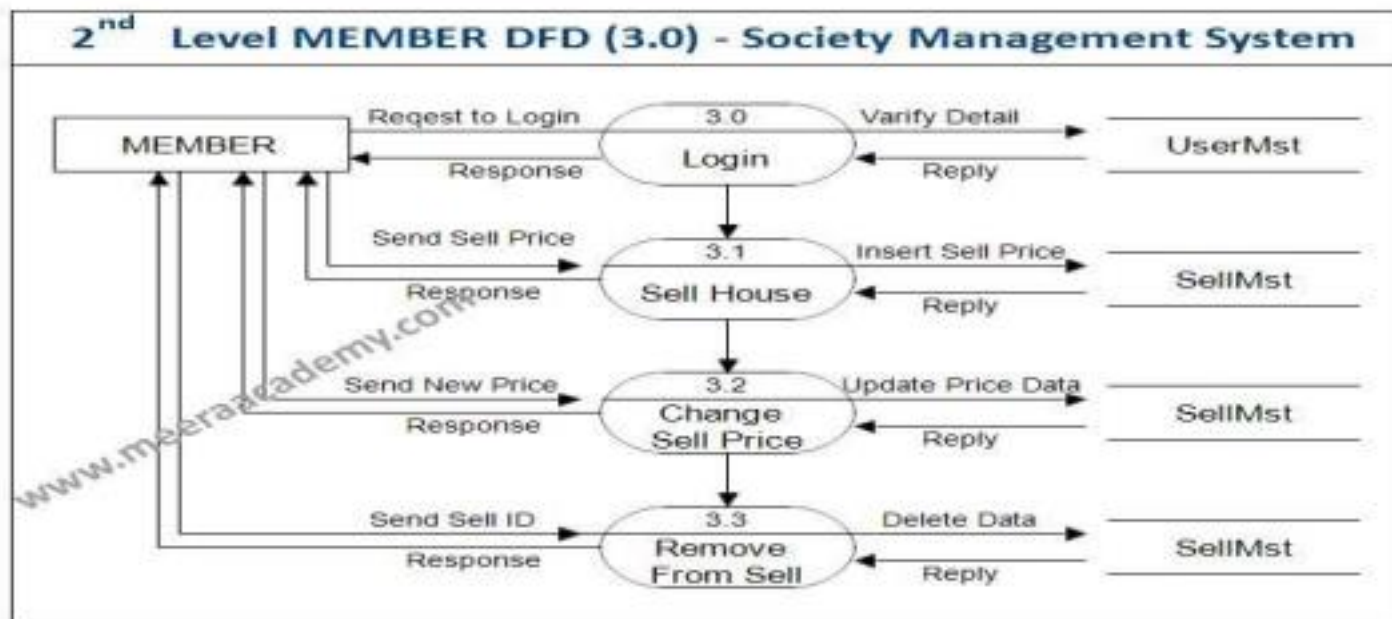 2nd Level MEMBER DFD (3.0) - Society Management System
MEMBER
Reqest to Login
3.0
Login
Varify Detail
UserMst
Response
Reply
Send Sell Price
3.1
Sell House
Insert Sell Price
SellMst
Response
Reply
Send New Price
3.2
Change
Sell Price
Update Price Data
SellMst
Response
Reply
Send Sell ID
3.3
Remove
From Sell
Delete Data
SellMst
Response
Reply
www.meeraacademy.com